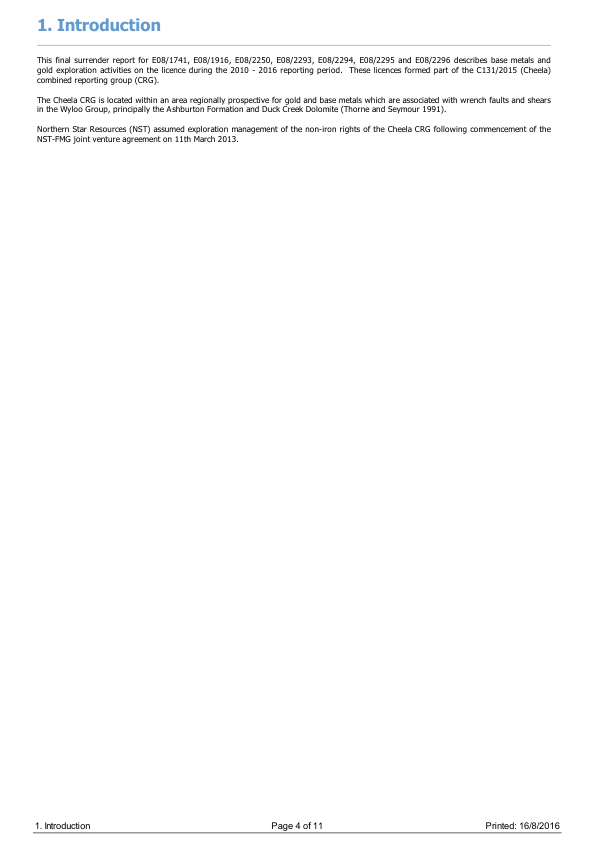 1. Introduction
This final surrender report for E08/1741, E08/1916, E08/2250, E08/2293, E08/2294, E08/2295 and E08/2296 describes base metals and
gold exploration activities on the licence during the 2010 - 2016 reporting period.  These licences formed part of the C131/2015 (Cheela)
combined reporting group (CRG).
The Cheela CRG is located within an area regionally prospective for gold and base metals which are associated with wrench faults and shears
in the Wyloo Group, principally the Ashburton Formation and Duck Creek Dolomite (Thorne and Seymour 1991).
Northern Star Resources (NST) assumed exploration management of the non-iron rights of the Cheela CRG following commencement of the
NST-FMG joint venture agreement on 11th March 2013.
1. Introduction Page 4 of 11 Printed: 16/8/2016